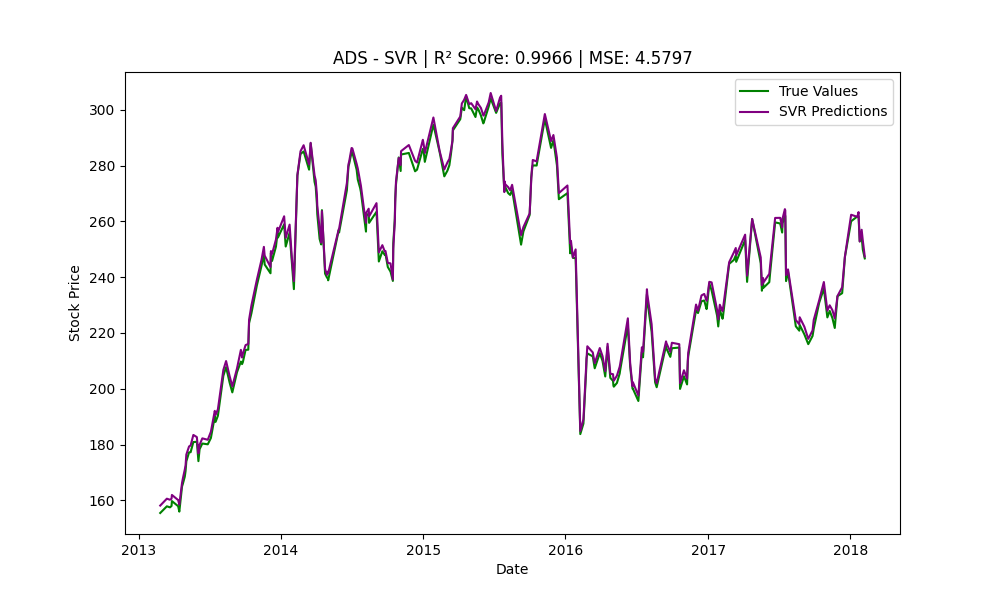 ADS - SVR | R² Score: 0.9966 | MSE: 4.5797
True Values
SVR Predictions
300
280
260
240
220
200
180
160
Stock Price
2013 2014 2015 2016 2017 2018
Date